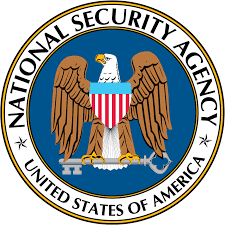 NATIONAL SECURITY AGENCY
UNITED STATES OF AMERICA